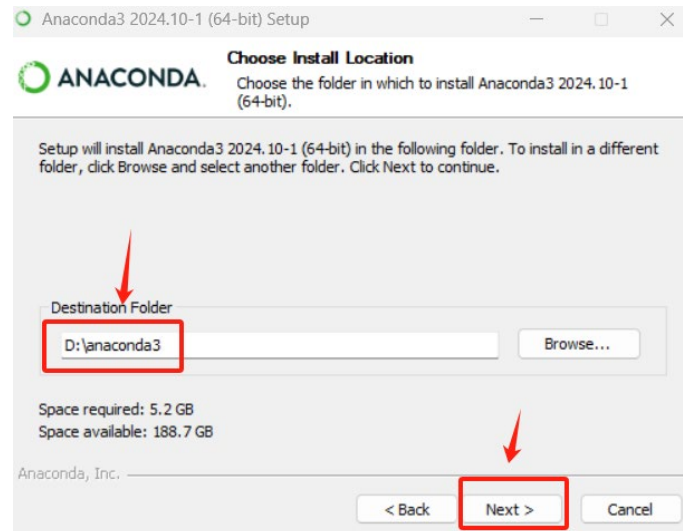 Anaconda3 2024.10-1 (64-bit) Setup
ANACONDA.
Choose Install Location
Choose the folder in which to install Anaconda3 2024.10-1
(64-bit).
Setup will install Anaconda3 2024.10-1 (64-bit) in the following folder. To install in a different
folder, click Browse and select another folder. Click Next to continue.
Destination Folder
D:\anaconda3
Browse...
Space required: 5.2 GB
Space available: 188.7 GB
Anaconda, Inc.
< Back
Next >
Cancel